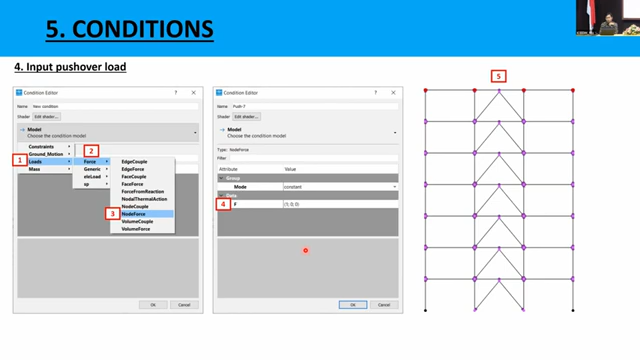 5. CONDITIONS
4. Input pushover load
Condition Editor
Name
New condition
Shader
Edit shader...
Model
Choose the condition model
Constraints
Ground_Motion
1
Loads
Mass
2
Force
Generic
eleLoad
sp
EdgeCouple
EdgeForce
FaceCouple
FaceForce
ForceFromReaction
NodalThermalAction
NodeCouple
3
NodeForce
VolumeCouple
VolumeForce
OK
Cancel
Condition Editor
Name
Push-7
Shader
Edit shader...
Model
Choose the condition model
Type: NodeForce
Filter:
Attribute
Value
Group
Mode
constant
Data
4
F
(1; 0; 0)
OK
Cancel
5